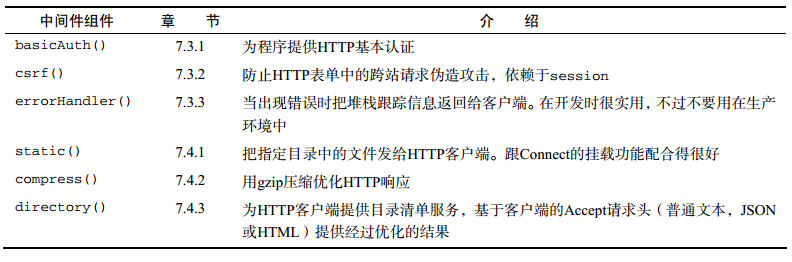 中间件组件 章 节 介 绍
basicAuth() 7.3.1 为程序提供HTTP基本认证
csrf() 7.3.2 防止HTTP表单中的跨站请求伪造攻击，依赖于session
errorHandler() 7.3.3 当出现错误时把堆栈跟踪信息返回给客户端。在开发时很实用，不过不要用在生产
环境中
static() 7.4.1 把指定目录中的文件发给HTTP客户端。跟Connect的挂载功能配合得很好
compress() 7.4.2 用gzip压缩优化HTTP响应
directory() 7.4.3 为HTTP客户端提供目录清单服务，基于客户端的Accept请求头（普通文本，JSON
或HTML）提供经过优化的结果